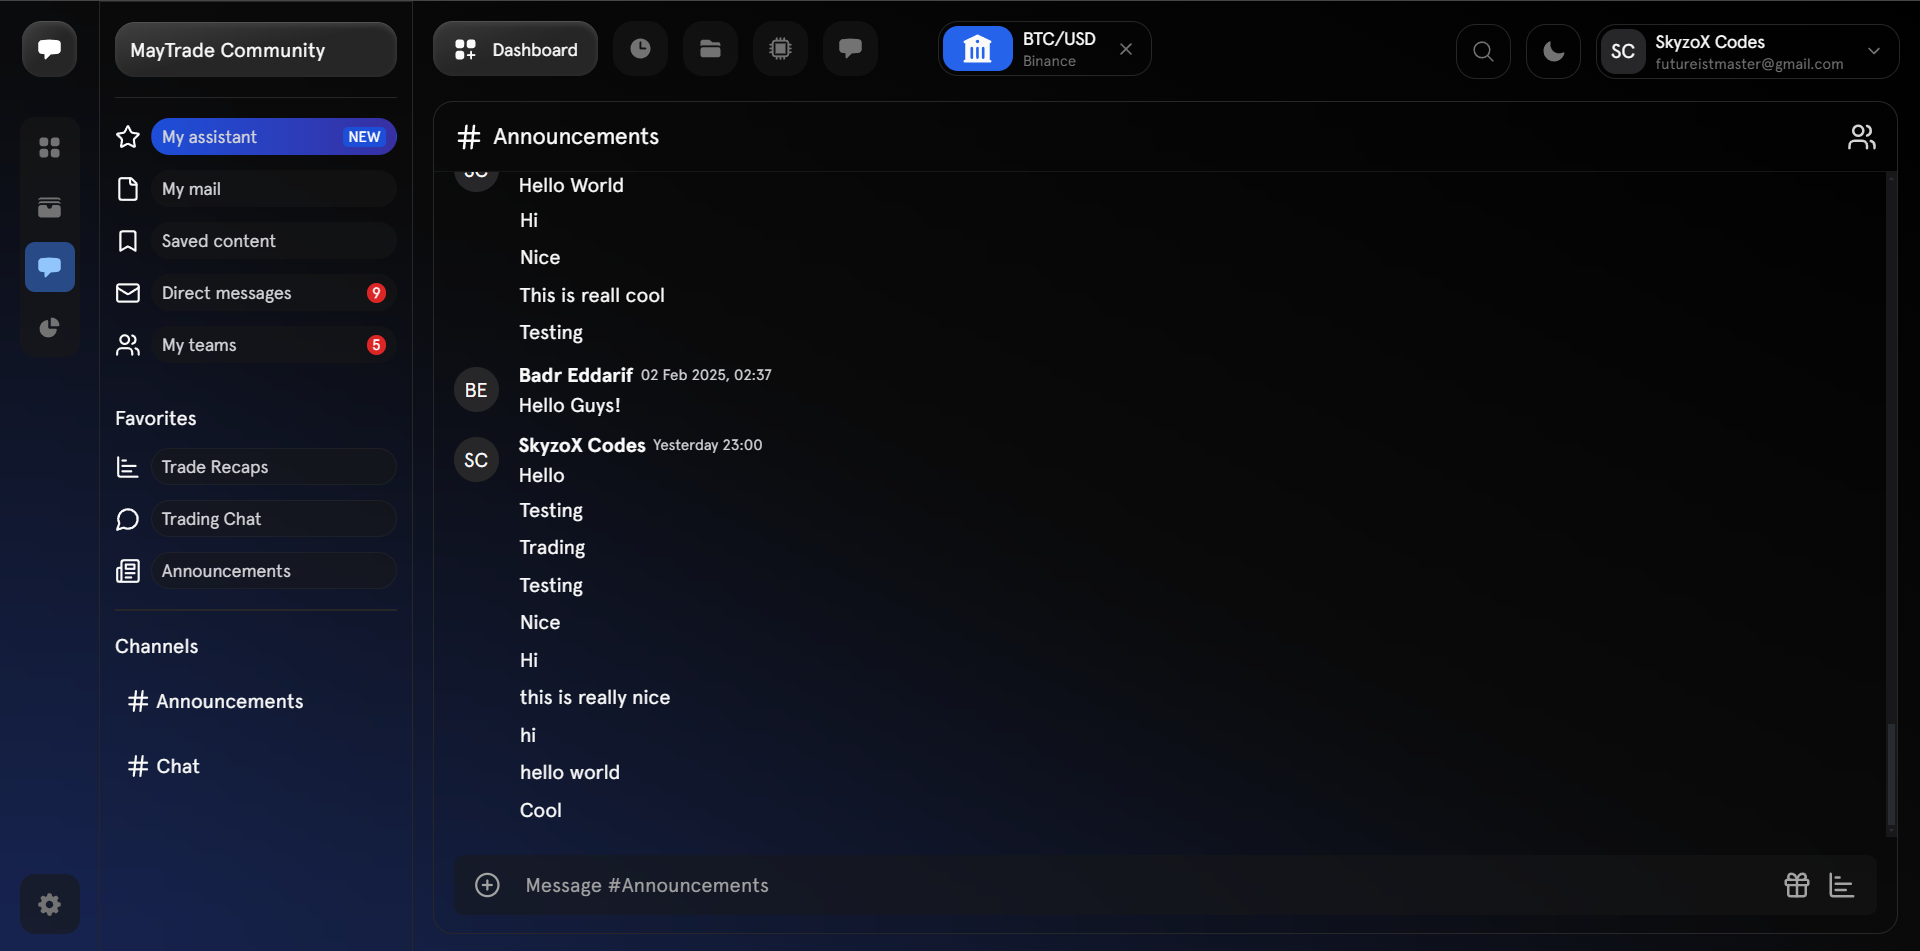 MayTrade Community
Dashboard
BTC/USD
Binance
SC
SkyzoX Codes
futureistmaster@gmail.com
My assistant NEW
My mail
Saved content
Direct messages 9
My teams 5
Favorites
Trade Recaps
Trading Chat
Announcements
Channels
# Announcements
# Chat
# Announcements
SC
Hello World
Hi
Nice
This is reall cool
Testing
BE
Badr Eddarif 02 Feb 2025, 02:37
Hello Guys!
SC
SkyzoX Codes Yesterday 23:00
Hello
Testing
Trading
Testing
Nice
Hi
this is really nice
hi
hello world
Cool
Message #Announcements